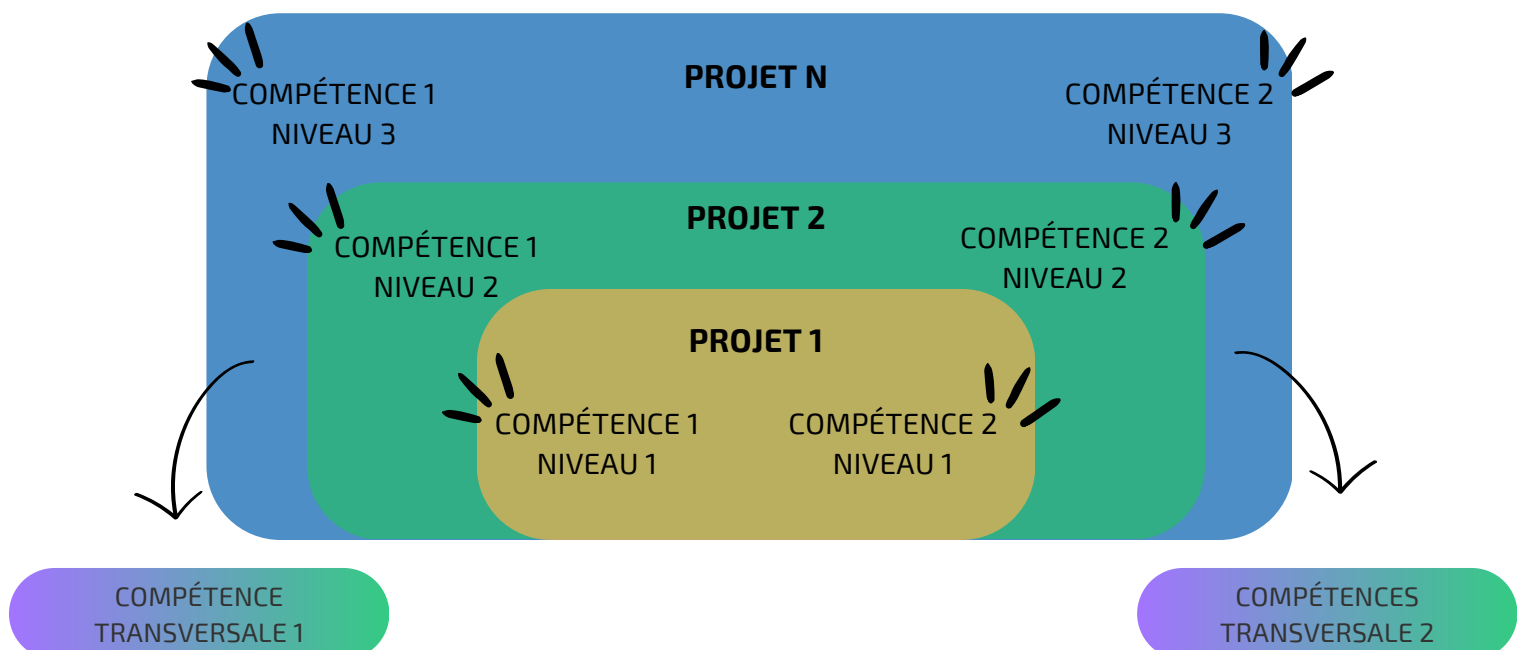 PROJET N
COMPÉTENCE 1
NIVEAU 3
COMPÉTENCE 2
NIVEAU 3
PROJET 2
COMPÉTENCE 1
NIVEAU 2
COMPÉTENCE 2
NIVEAU 2
PROJET 1
COMPÉTENCE 1
NIVEAU 1
COMPÉTENCE 2
NIVEAU 1
COMPÉTENCE
TRANSVERSALE 1
COMPÉTENCES
TRANSVERSALE 2